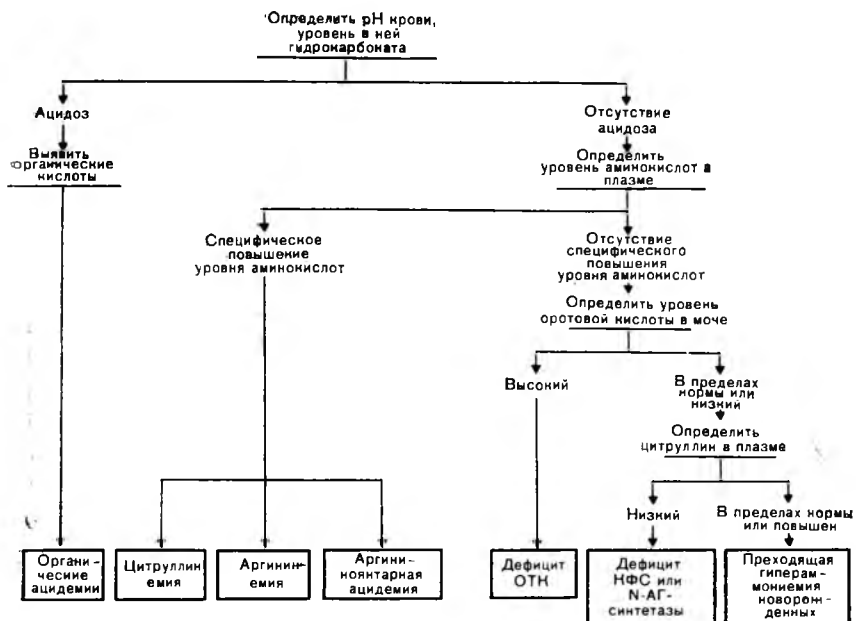 Определить pH крови,
уровень в ней
гидрокарбоната
Ацидоз
Отсутствие
ацидоза
Выявить
органические
кислоты
Определить
уровень аминокислот в
плазме
Специфическое
повышение
уровня аминокислот
Отсутствие
специфического
повышения
уровня аминокислот
Определить уровень
оротовой кислоты в моче
Высокий
В пределах
нормы или
низкий
Определить
цитруллин в плазме
Низкий
В пределах нормы
или повышен
Органи-
ческие
ацидемии
Цитруллин
емия
Аргинин-
емия
Аргини-
ноянтарная
ацидемия
Дефицит
ОТК
Дефицит
НФС или
N-АГ-
синтетазы
Преходящая
гиперам-
мониемия
новорож-
денных